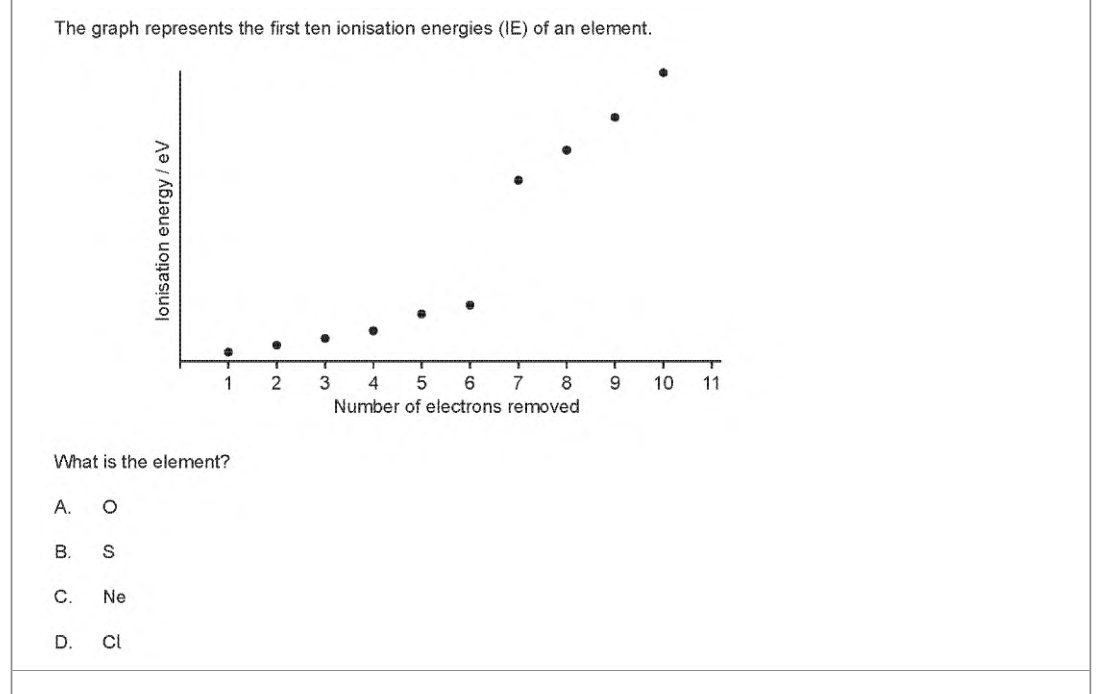 The graph represents the first ten ionisation energies (IE) of an element.
Ionisation energy / eV
1 2 3 4 5 6 7 8 9 10 11
Number of electrons removed
What is the element?
A. O
B. S
C. Ne
D. Cl